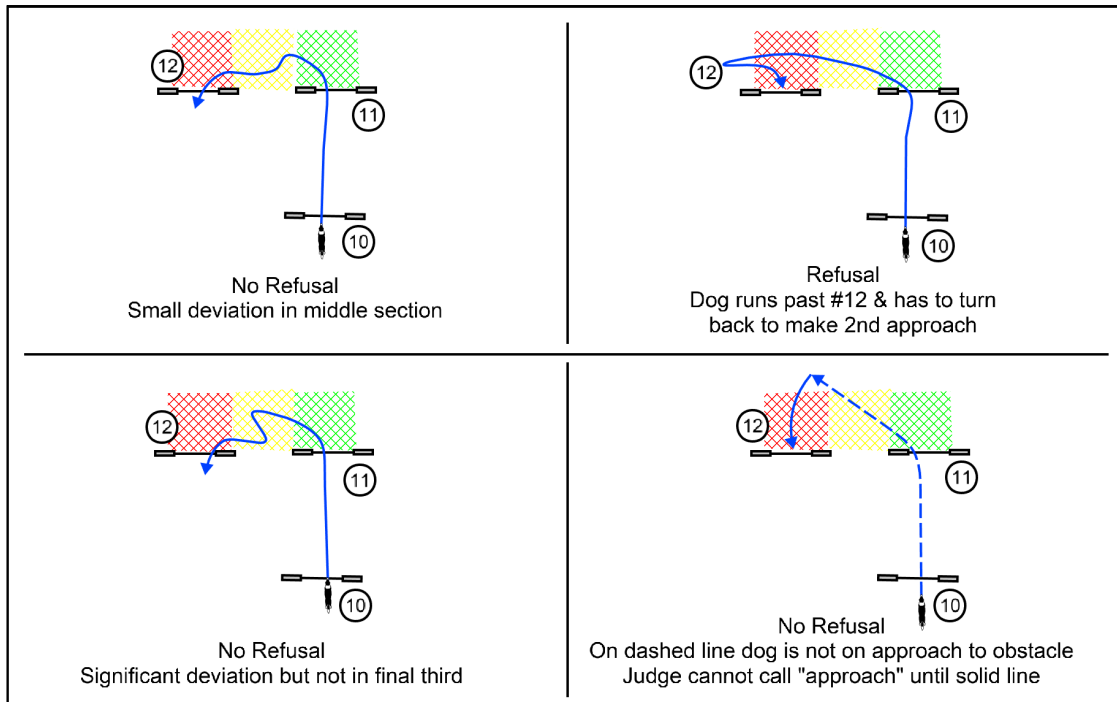 12
11
10
No Refusal
Small deviation in middle section
12
11
10
Refusal
Dog runs past #12 & has to turn
back to make 2nd approach
12
11
10
No Refusal
Significant deviation but not in final third
12
11
10
No Refusal
On dashed line dog is not on approach to obstacle
Judge cannot call "approach" until solid line